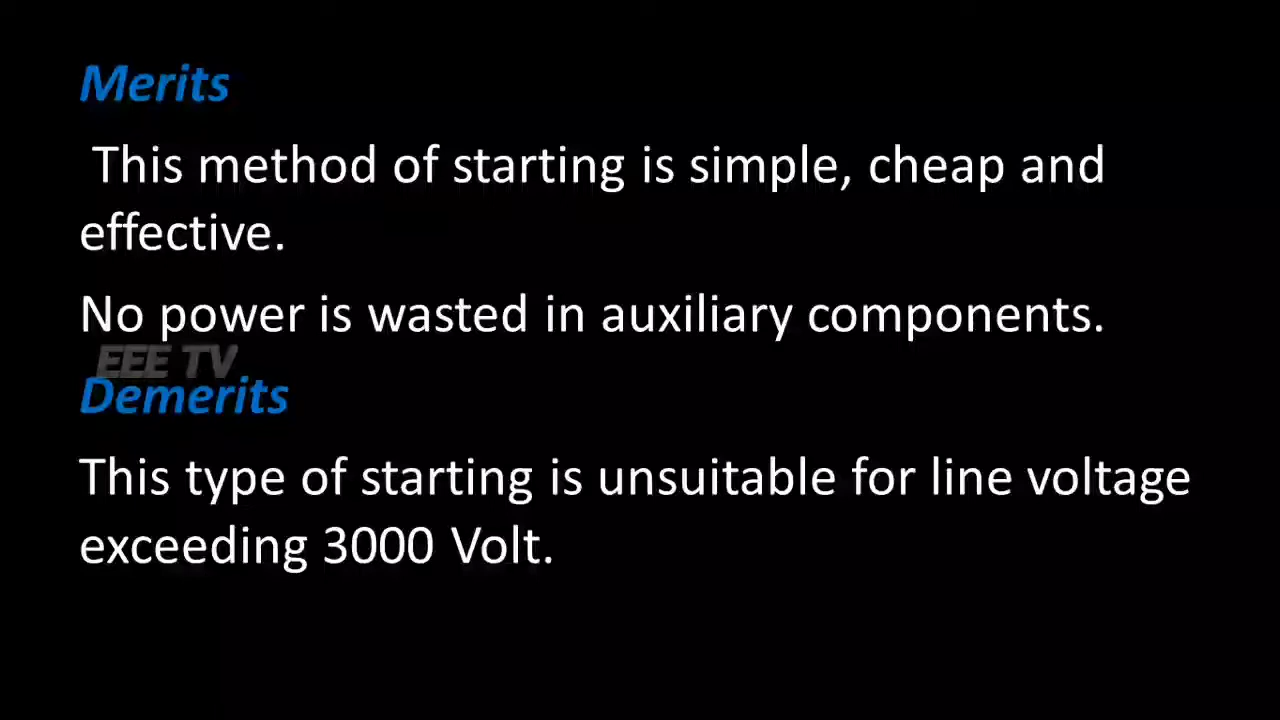 Merits
This method of starting is simple, cheap and
effective.
No power is wasted in auxiliary components.
EEE TV
Demerits
This type of starting is unsuitable for line voltage
exceeding 3000 Volt.